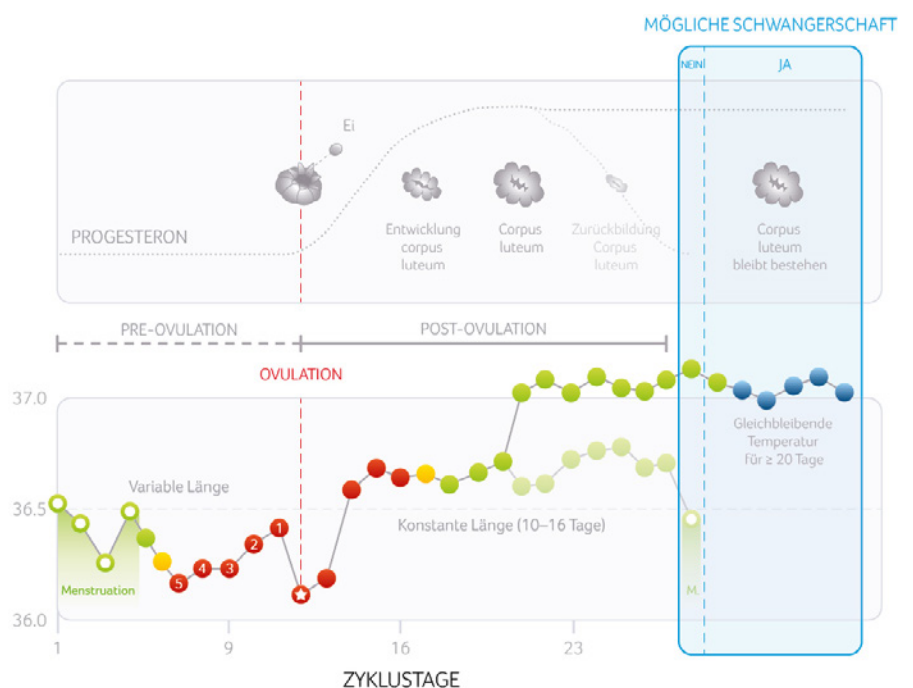 MÖGLICHE SCHWANGERSCHAFT
NEIN
JA
Ei
PROGESTERON
Entwicklung
corpus
luteum
Corpus
luteum
Zurückbildung
Corpus
luteum
Corpus
luteum
bleibt bestehen
PRE-OVULATION
POST-OVULATION
OVULATION
37.0
36.5
36.0
Variable Länge
Konstante Länge (10–16 Tage)
Gleichbleibende
Temperatur
für ≥ 20 Tage
5
4
3
2
1
Menstruation
M.
1
9
16
23
ZYKLUSTAGE